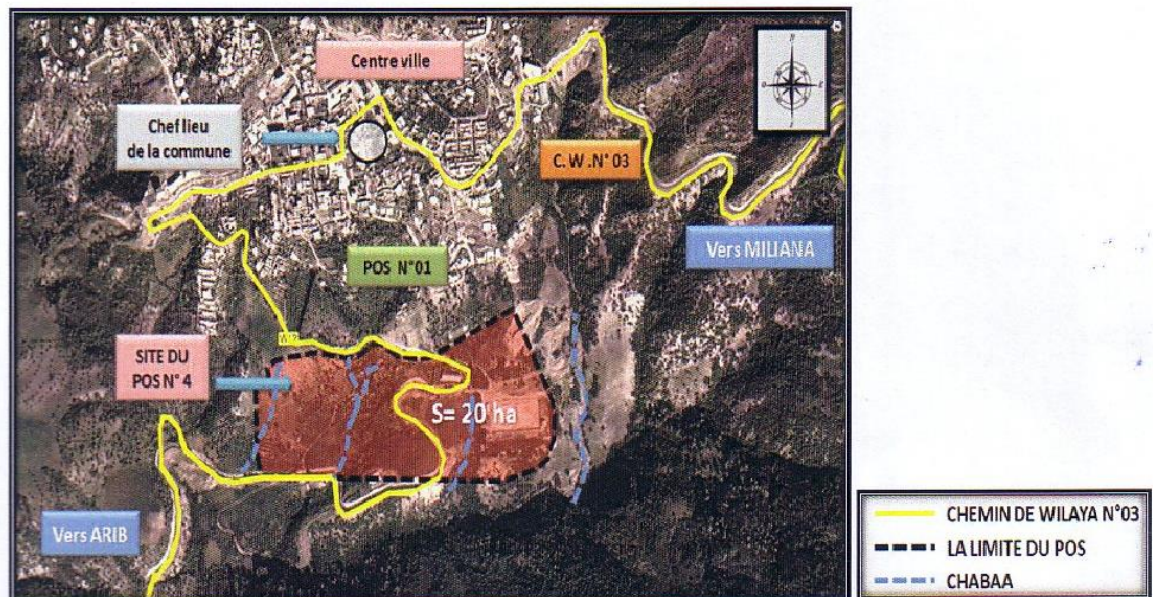 Centre ville
Chef lieu
de la commune
C.W.N° 03
Vers MILIANA
POS N°01
SITE DU
POS N° 4
S= 20 ha
Vers ARIB
CHEMIN DE WILAYA N°03
LA LIMITE DU POS
CHABAA